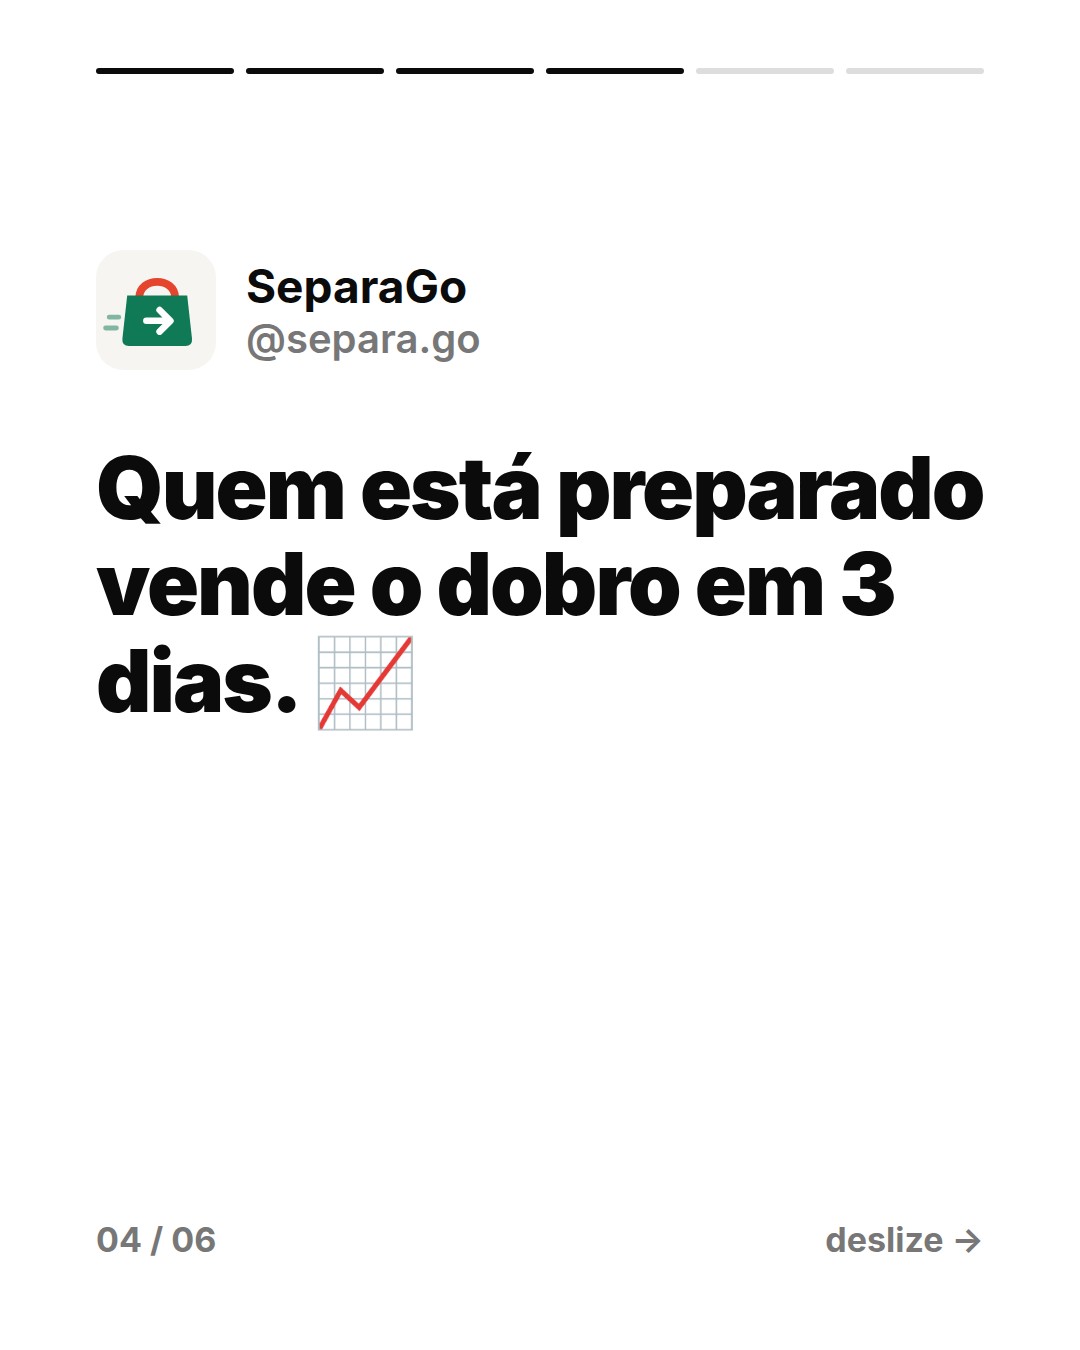 SeparaGo
@separa.go
Quem está preparado
vende o dobro em 3
dias. 📈
04 / 06
deslize →